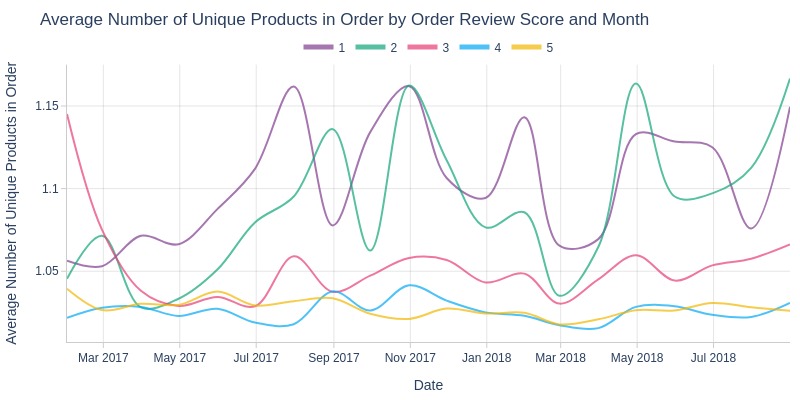 Average Number of Unique Products in Order by Order Review Score and Month
1 2 3 4 5
Average Number of Unique Products in Order
1.15
1.1
1.05
Mar 2017 May 2017 Jul 2017 Sep 2017 Nov 2017 Jan 2018 Mar 2018 May 2018 Jul 2018
Date